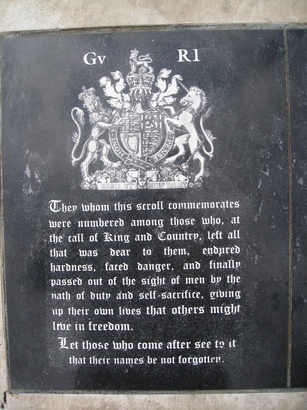 Gv R1
They whom this scroll commemorates
were numbered among those who, at
the call of King and Country, left all
that was dear to them, endured
hardness, faced danger, and finally
passed out of the sight of men by the
path of duty and self-sacrifice, giving
up their own lives that others might
live in freedom.
Let those who come after see to it
that their names be not forgotten.